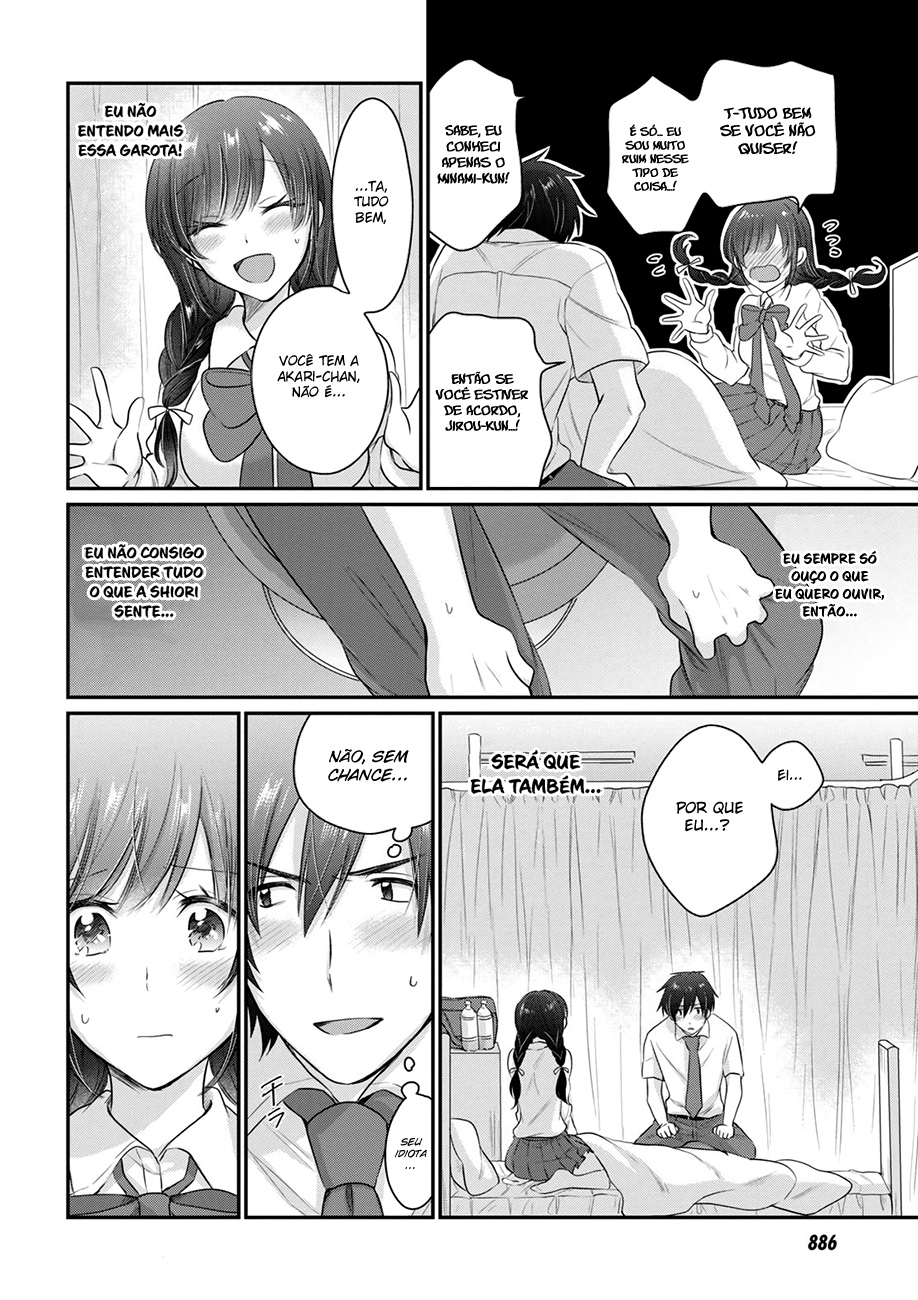 T-TUDO BEM
SE VOCÊ NÃO
QUISER!
É SÓ... EU
SOU MUITO
RUIM NESSE
TIPO DE
COISA...!
SABE, EU
CONHECI
APENAS O
MINAMI-KUN!
ENTÃO SE
VOCÊ ESTIVER
DE ACORDO,
JIROU-KUN...!
EU NÃO
ENTENDO MAIS
ESSA GAROTA!
...TA,
TUDO
BEM,
VOCÊ TEM A
AKARI-CHAN,
NÃO É...
EU SEMPRE SÓ
OUÇO O QUE
EU QUERO OUVIR,
ENTÃO...
EU NÃO CONSIGO
ENTENDER TUDO
O QUE A SHIORI
SENTE...
EI...
POR QUE
EU...?
SERÁ QUE
ELA TAMBÉM...
NÃO, SEM
CHANCE...
SEU
IDIOTA
...
チラ
886